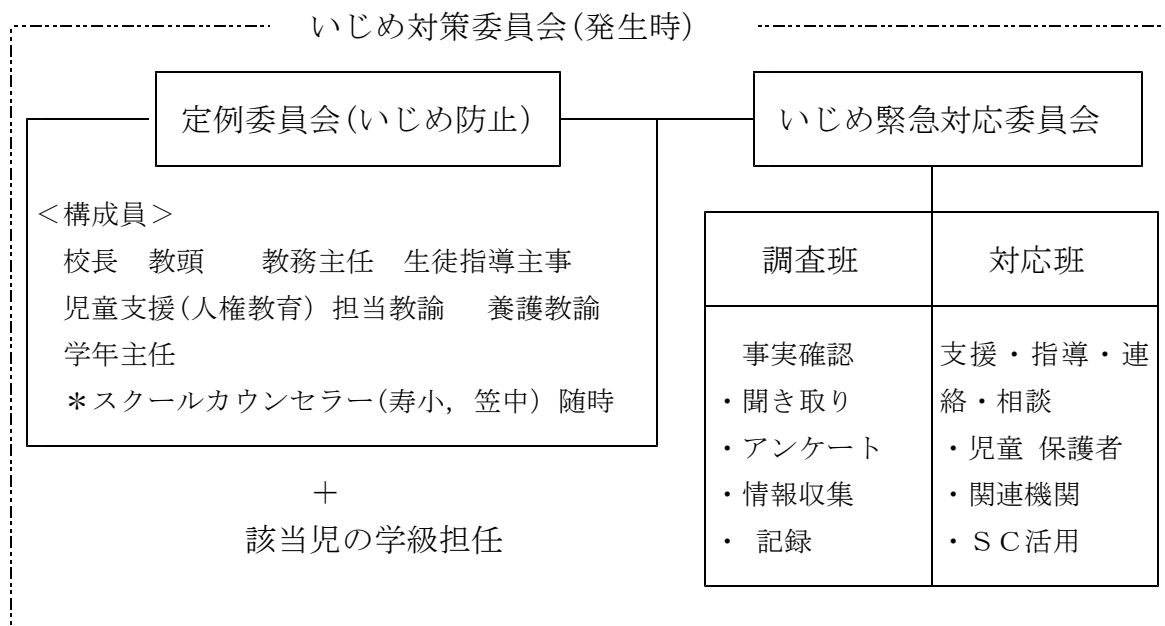 いじめ対策委員会(発生時)
定例委員会(いじめ防止)
＜構成員＞
校長　教頭　　教務主任　生徒指導主事
児童支援(人権教育) 担当教諭　 養護教諭
学年主任
＊スクールカウンセラー(寿小，笠中) 随時
＋
該当児の学級担任
いじめ緊急対応委員会
調査班
事実確認
・聞き取り
・アンケート
・情報収集
・ 記録
対応班
支援・指導・連
絡・相談
・児童 保護者
・関連機関
・ＳＣ活用